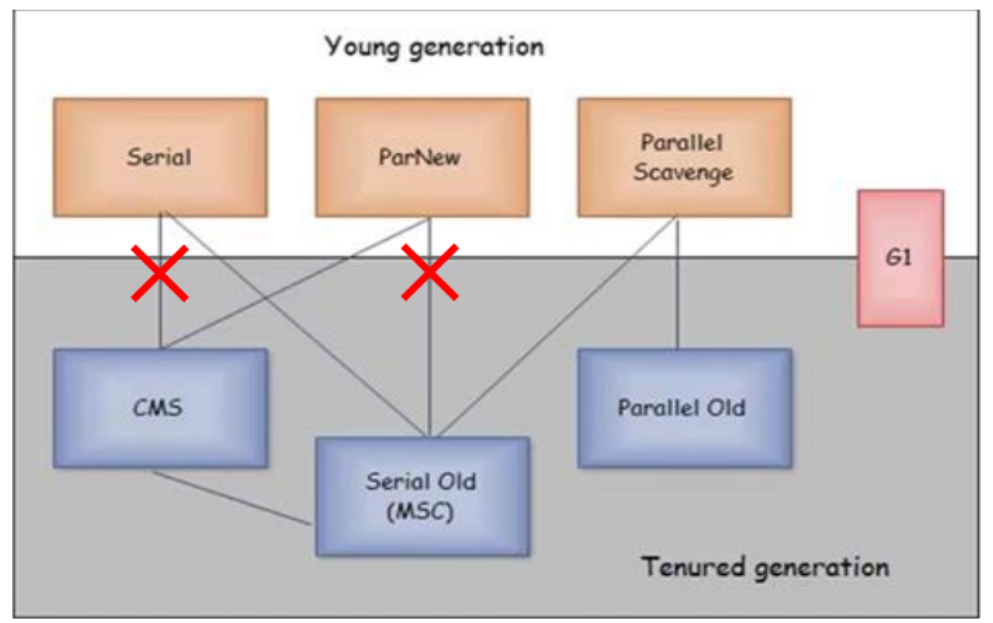 Young generation
Serial
ParNew
Parallel
Scavenge
G1
CMS
Serial Old
(MSC)
Parallel Old
Tenured generation